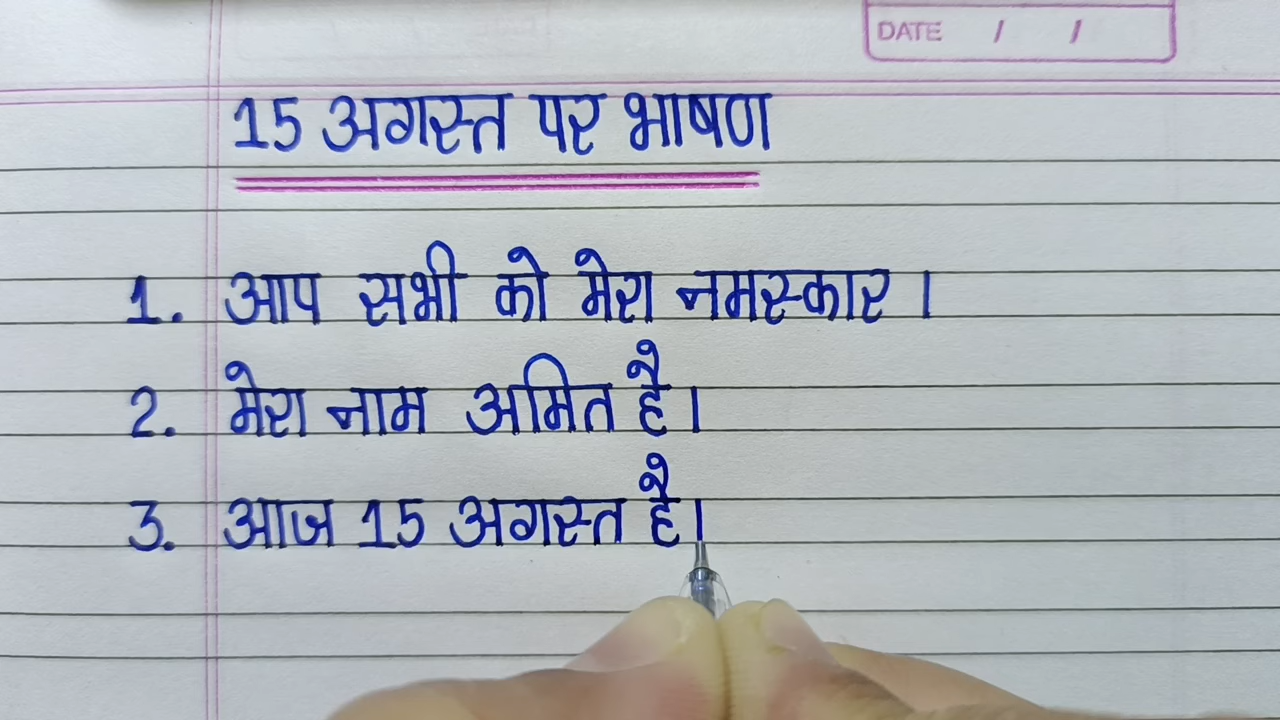 DATE / /
15 अगस्त पर भाषण
1. आप सभी को मेरा नमस्कार ।
2. मेरा नाम अमित है।
3. आज 15 अगस्त है।